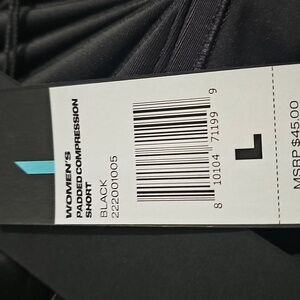 WOMEN'S
PADDED COMPRESSION
SHORT
BLACK
222001005
8 10104 71199 9
L
MSRP $45.00